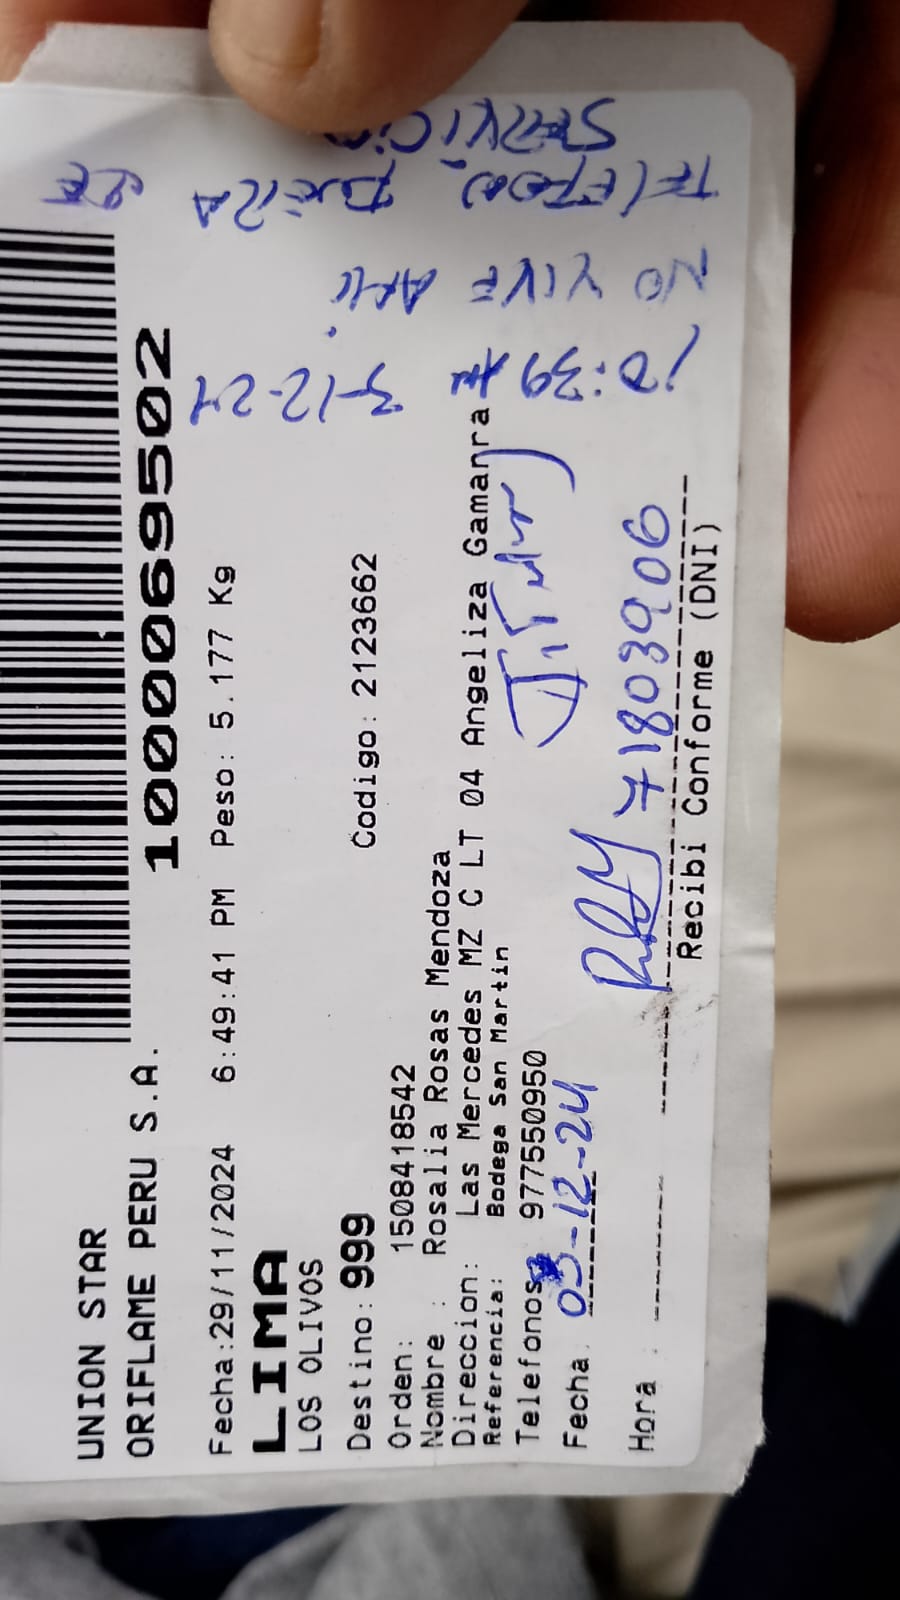 UNION STAR
ORIFLAME PERU S.A.
1000069502
Fecha:29/11/2024 6:49:41 PM Peso: 5.177 Kg
LIMA
LOS OLIVOS
Destino: 999 Codigo: 2123662
Orden: 1508418542
Nombre : Rosalia Rosas Mendoza
Direccion: Las Mercedes MZ C LT 04 Angeliza Gamanra
Referencia: Bodega San Martin
Telefonos 977550950
Fecha: 03-12-24
Hora : 71803906
Recibi Conforme (DNI)
10:39 AM 3-12-24
NO VIVE AKI.
TELEFONO FUERA DE
SERVICIO